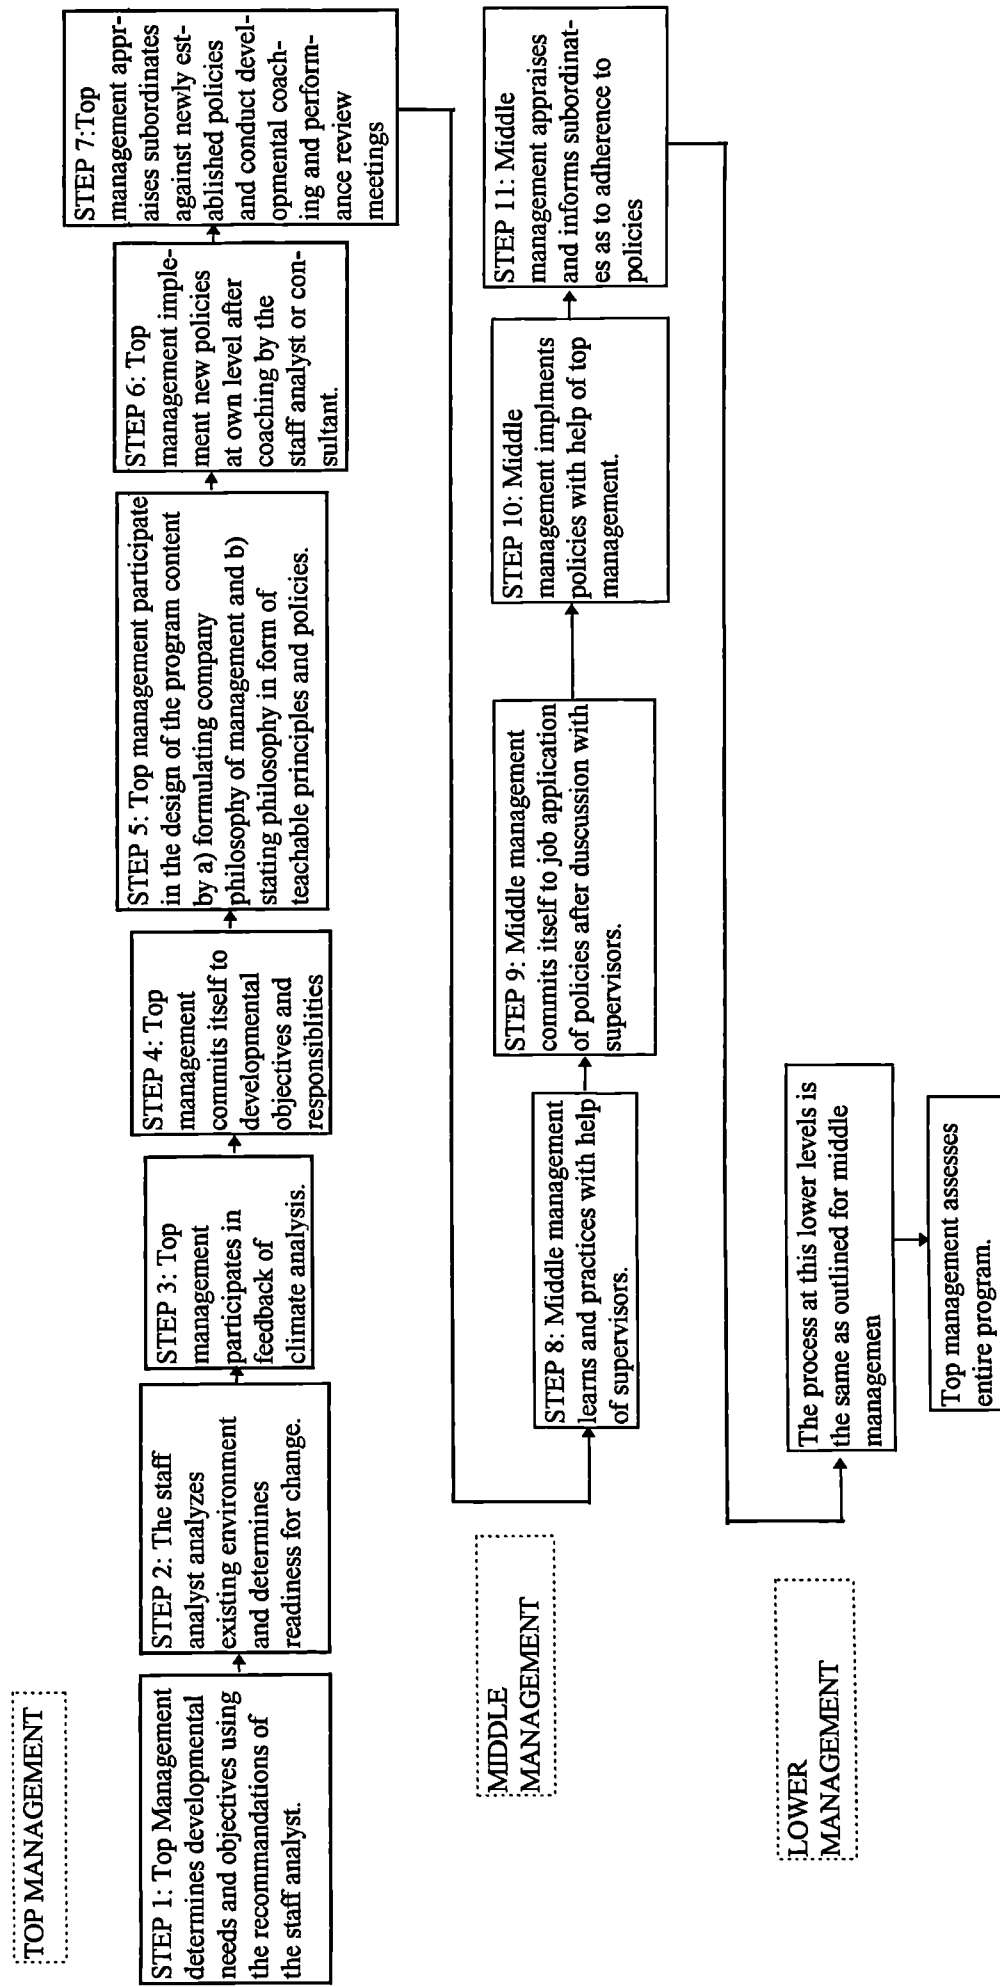 TOP MANAGEMENT
STEP 1: Top Management
determines developmental
needs and objectives using
the recommandations of
the staff analyst.
STEP 2: The staff
analyst analyzes
existing environment
and determines
readiness for change.
STEP 3: Top
management
participates in
feedback of
climate analysis.
STEP 4: Top
management
commits itself to
developmental
objectives and
responsiblities
STEP 5: Top management participate
in the design of the program content
by a) formulating company
philosophy of management and b)
stating philosophy in form of
teachable principles and policies.
STEP 6: Top
management imple-
ment new policies
at own level after
coaching by the
staff analyst or con-
sultant.
STEP 7:Top
management appr-
aises subordinates
against newly est-
ablished policies
and conduct devel-
opmental coach-
ing and perform-
ance review
meetings
MIDDLE
MANAGEMENT
STEP 8: Middle management
learns and practices with help
of supervisors.
STEP 9: Middle management
commits itself to job application
of policies after duscussion with
supervisors.
STEP 10: Middle
management implments
policies with help of top
management.
STEP 11: Middle
management appraises
and informs subordinat-
es as to adherence to
policies
LOWER
MANAGEMENT
The process at this lower levels is
the same as outlined for middle
managemen
Top management assesses
entire program.